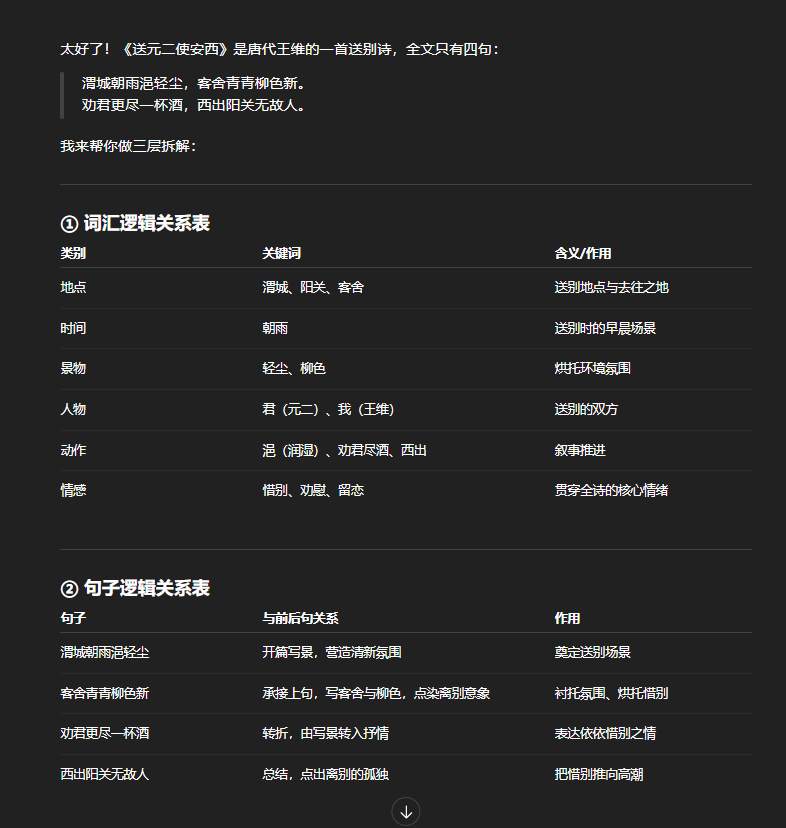 太好了！《送元二使安西》是唐代王维的一首送别诗，全文只有四句：
渭城朝雨浥轻尘，客舍青青柳色新。
劝君更尽一杯酒，西出阳关无故人。
我来帮你做三层拆解：
① 词汇逻辑关系表
类别 关键词 含义/作用
地点 渭城、阳关、客舍 送别地点与去往之地
时间 朝雨 送别时的早晨场景
景物 轻尘、柳色 烘托环境氛围
人物 君（元二）、我（王维） 送别的双方
动作 浥（润湿）、劝君尽酒、西出 叙事推进
情感 惜别、劝慰、留恋 贯穿全诗的核心情绪
② 句子逻辑关系表
句子 与前后句关系 作用
渭城朝雨浥轻尘 开篇写景，营造清新氛围 奠定送别场景
客舍青青柳色新 承接上句，写客舍与柳色，点染离别意象 衬托氛围、烘托惜别
劝君更尽一杯酒 转折，由写景转入抒情 表达依依惜别之情
西出阳关无故人 总结，点出离别的孤独 把惜别推向高潮